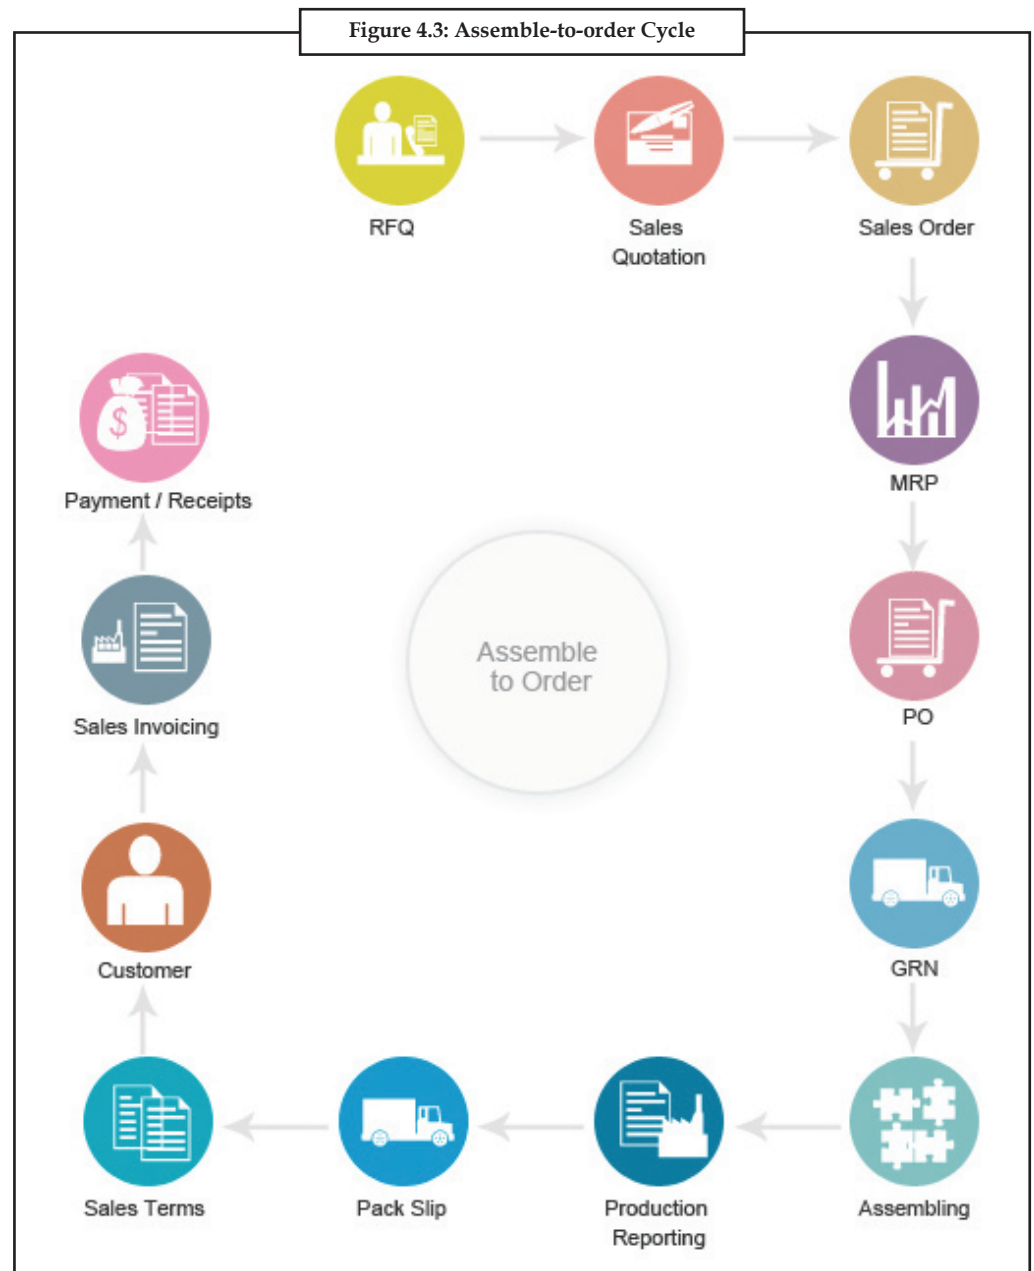 Figure 4.3: Assemble-to-order Cycle
RFQ
Sales
Quotation
Sales Order
MRP
PO
GRN
Assembling
Production
Reporting
Pack Slip
Sales Terms
Customer
Sales Invoicing
$
Payment / Receipts
Assemble
to Order